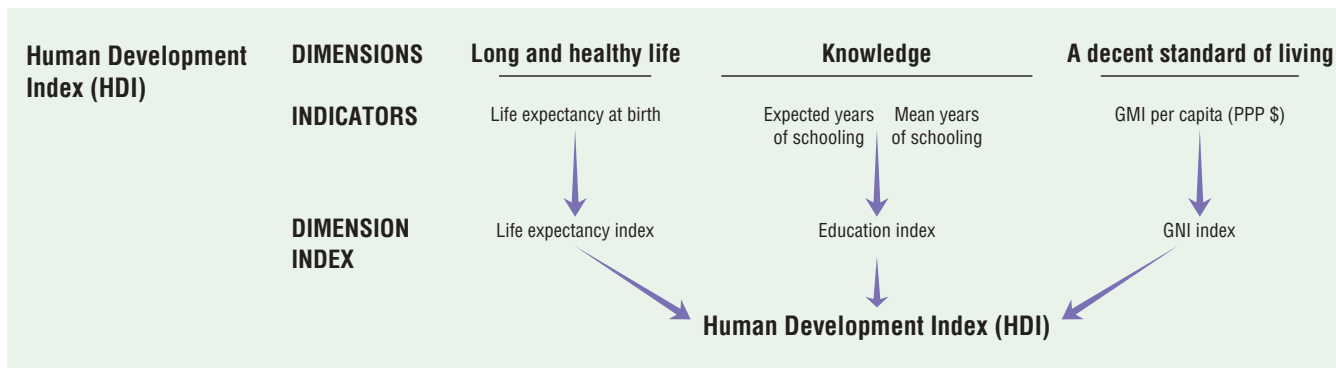 Human Development
Index (HDI)
DIMENSIONS
Long and healthy life
Knowledge
A decent standard of living
INDICATORS
Life expectancy at birth
Expected years
of schooling
Mean years
of schooling
GMI per capita (PPP $)
DIMENSION
INDEX
Life expectancy index
Education index
GNI index
Human Development Index (HDI)